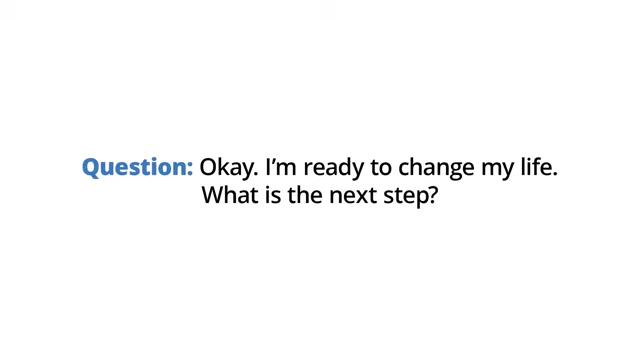 Question: Okay. I’m ready to change my life.
What is the next step?